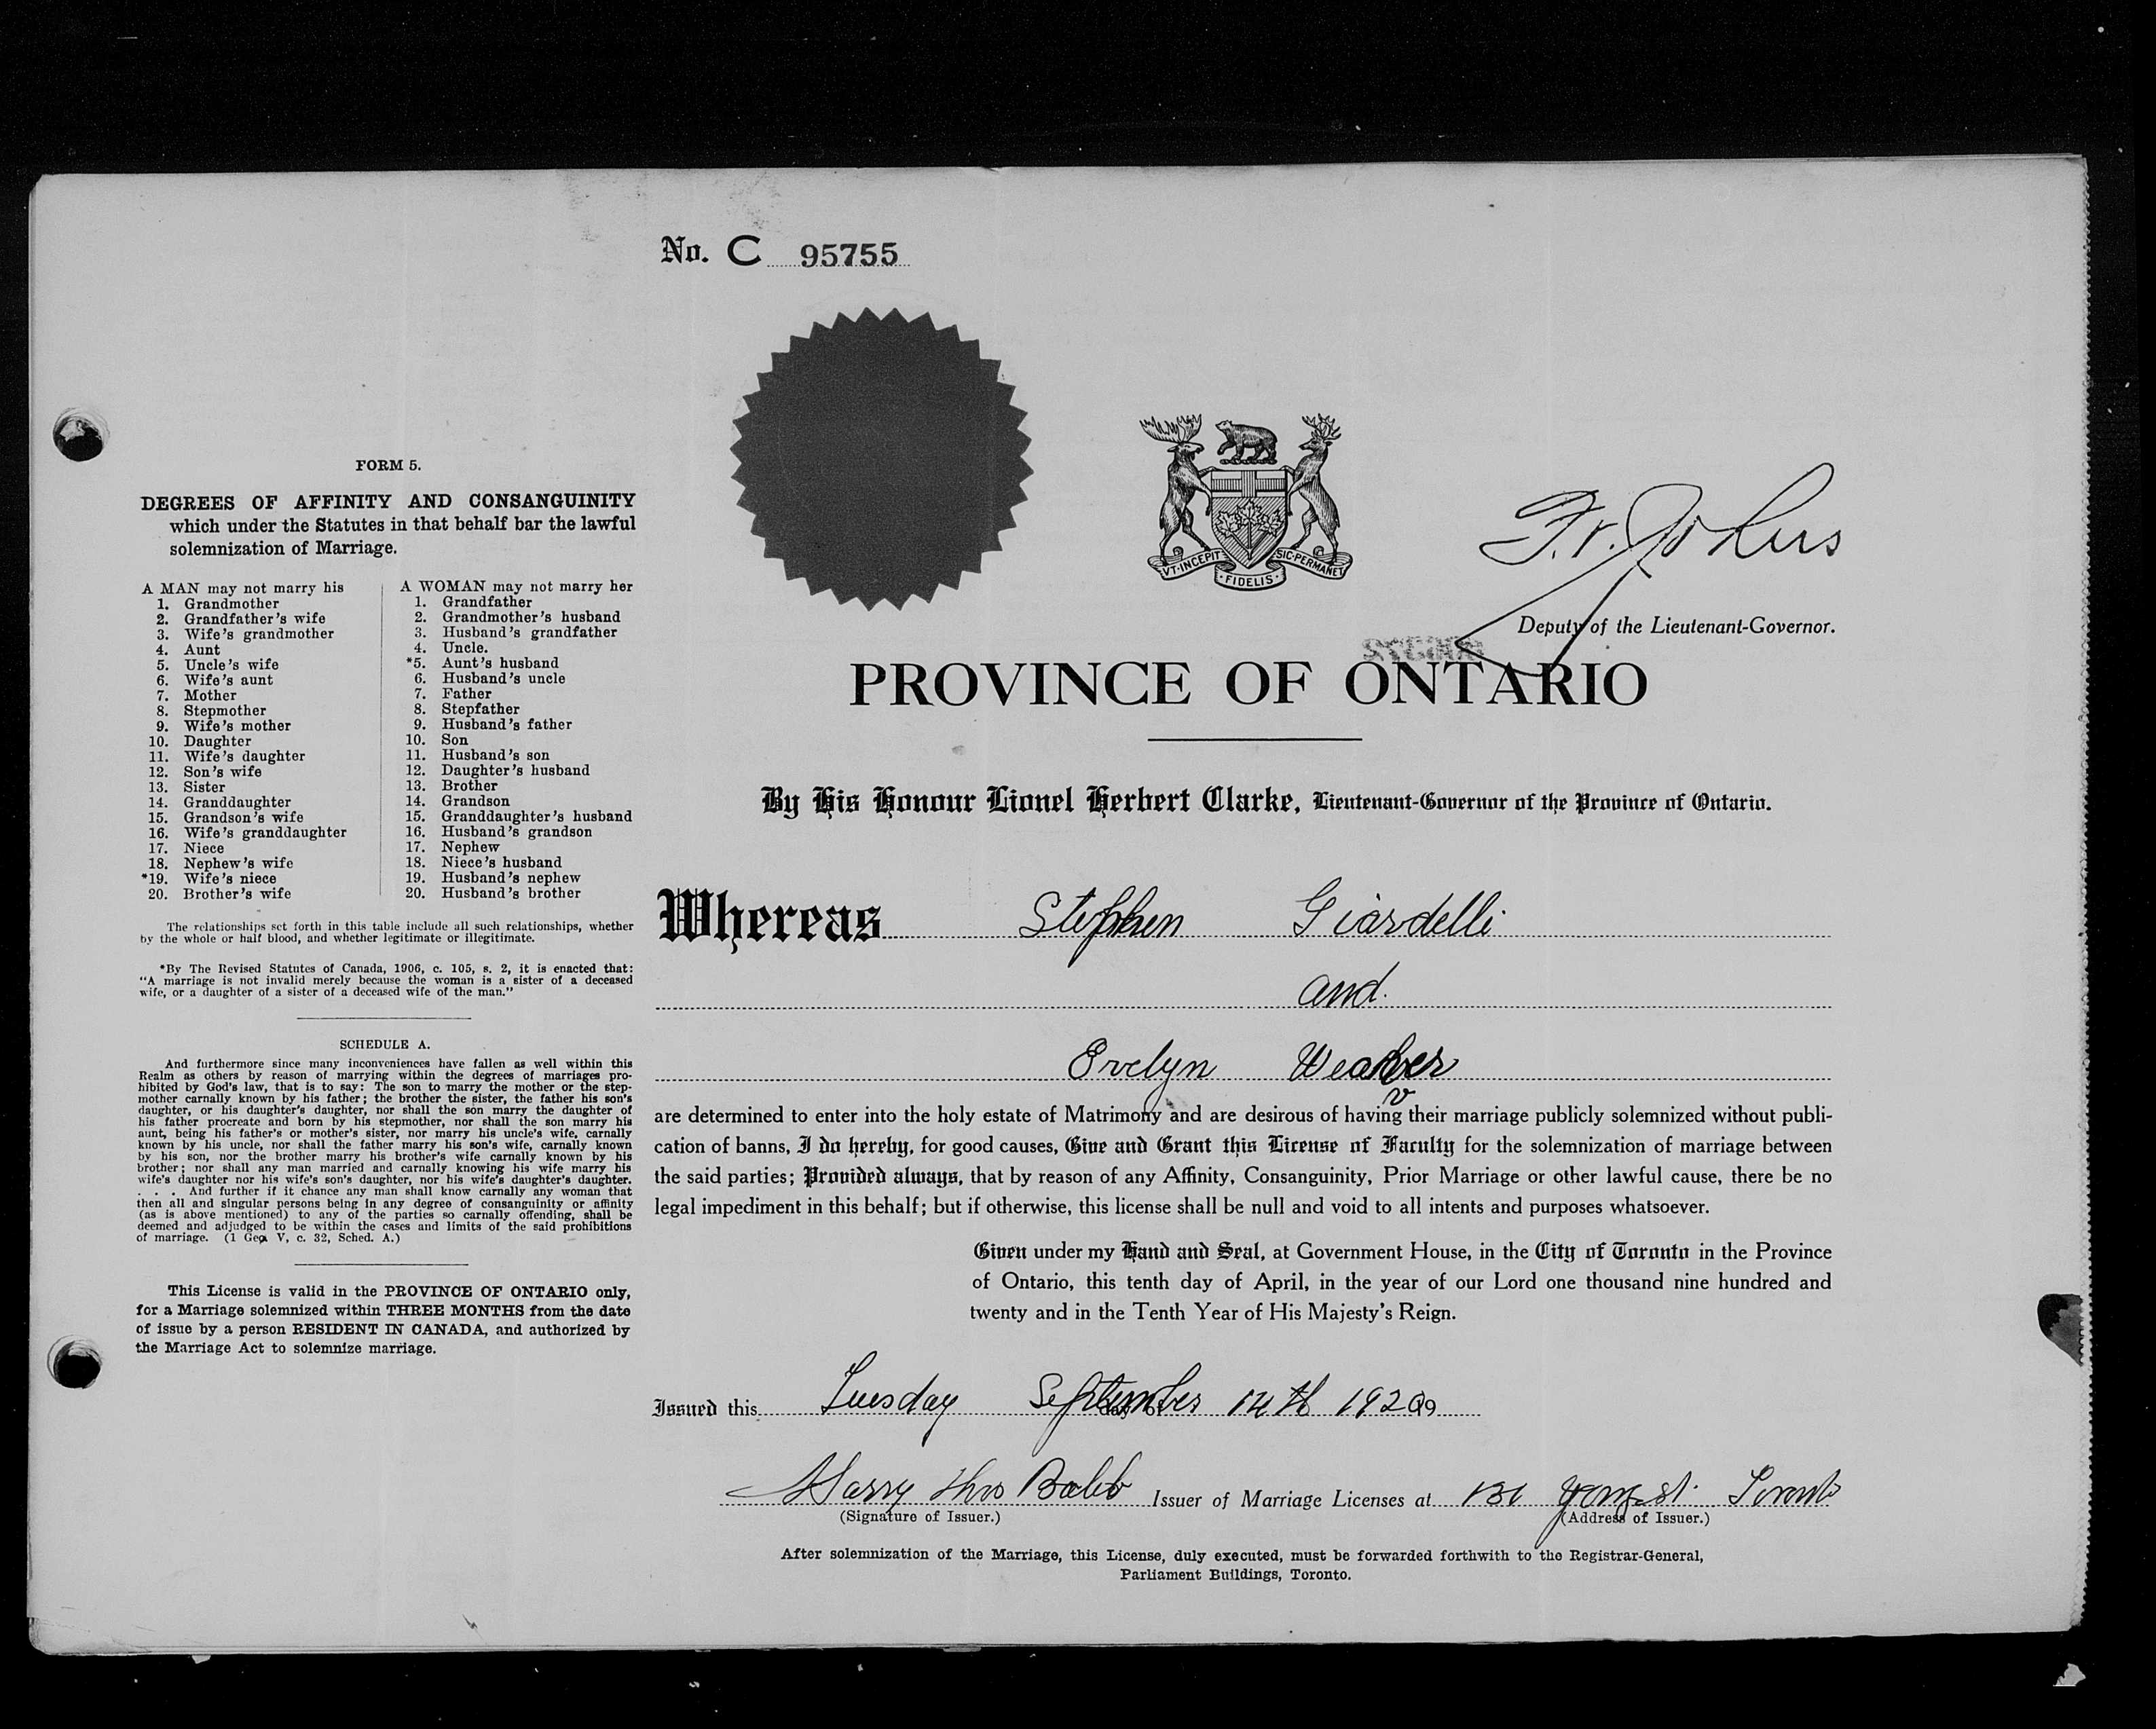 No. C 95755
FORM 5.
DEGREES OF AFFINITY AND CONSANGUINITY
which under the Statutes in that behalf bar the lawful
solemnization of Marriage.
A MAN may not marry his
1. Grandmother
2. Grandfather's wife
3. Wife's grandmother
4. Aunt
5. Uncle's wife
6. Wife's aunt
7. Mother
8. Stepmother
9. Wife's mother
10. Daughter
11. Wife's daughter
12. Son's wife
13. Sister
14. Granddaughter
15. Grandson's wife
16. Wife's granddaughter
17. Niece
18. Nephew's wife
*19. Wife's niece
20. Brother's wife
A WOMAN may not marry her
1. Grandfather
2. Grandmother's husband
3. Husband's grandfather
4. Uncle.
*5. Aunt's husband
6. Husband's uncle
7. Father
8. Stepfather
9. Husband's father
10. Son
11. Husband's son
12. Daughter's husband
13. Brother
14. Grandson
15. Granddaughter's husband
16. Husband's grandson
17. Nephew
18. Niece's husband
19. Husband's nephew
20. Husband's brother
The relationships set forth in this table include all such relationships, whether
by the whole or half blood, and whether legitimate or illegitimate.
*By The Revised Statutes of Canada, 1906, c. 105, s. 2, it is enacted that:
"A marriage is not invalid merely because the woman is a sister of a deceased
wife, or a daughter of a sister of a deceased wife of the man."
SCHEDULE A.
And furthermore since many inconveniences have fallen as well within this
Realm as others by reason of marrying within the degrees of marriages pro-
hibited by God's law, that is to say: The son to marry the mother or the step-
mother carnally known by his father; the brother the sister, the father his son's
daughter, or his daughter's daughter, nor shall the son marry the daughter of
his father procreate and born by his stepmother, nor shall the son marry his
aunt, being his father's or mother's sister, nor marry his uncle's wife, carnally
known by his uncle, nor shall the father marry his son's wife, carnally known
by his son, nor the brother marry his brother's wife carnally known by his
brother; nor shall any man married and carnally knowing his wife marry his
wife's daughter nor his wife's son's daughter, nor his wife's daughter's daughter.
. . . And further if it chance any man shall know carnally any woman that
then all and singular persons being in any degree of consanguinity or affinity
(as is above mentioned) to any of the parties so carnally offending, shall be
deemed and adjudged to be within the cases and limits of the said prohibitions
of marriage. (1 Geo. V, c. 32, Sched. A.)
This License is valid in the PROVINCE OF ONTARIO only,
for a Marriage solemnized within THREE MONTHS from the date
of issue by a person RESIDENT IN CANADA, and authorized by
the Marriage Act to solemnize marriage.
VT·INCEPIT ·FIDELIS· SIC·PERMANET
Deputy of the Lieutenant-Governor.
PROVINCE OF ONTARIO
By His Honour Lionel Herbert Clarke, Lieutenant-Governor of the Province of Ontario.
Whereas Stephen Giardelli
and.
Evelyn Weaver
v
are determined to enter into the holy estate of Matrimony and are desirous of having their marriage publicly solemnized without publi-
cation of banns, I do hereby, for good causes, Give and Grant this License of Faculty for the solemnization of marriage between
the said parties; Provided always, that by reason of any Affinity, Consanguinity, Prior Marriage or other lawful cause, there be no
legal impediment in this behalf; but if otherwise, this license shall be null and void to all intents and purposes whatsoever.
Given under my Hand and Seal, at Government House, in the City of Toronto in the Province
of Ontario, this tenth day of April, in the year of our Lord one thousand nine hundred and
twenty and in the Tenth Year of His Majesty's Reign.
Issued this Tuesday day of September 14th 1920 19
Harry Thos Babb Issuer of Marriage Licenses at 131 Yonge St. Toronto
(Signature of Issuer.) (Address of Issuer.)
After solemnization of the Marriage, this License, duly executed, must be forwarded forthwith to the Registrar-General,
Parliament Buildings, Toronto.